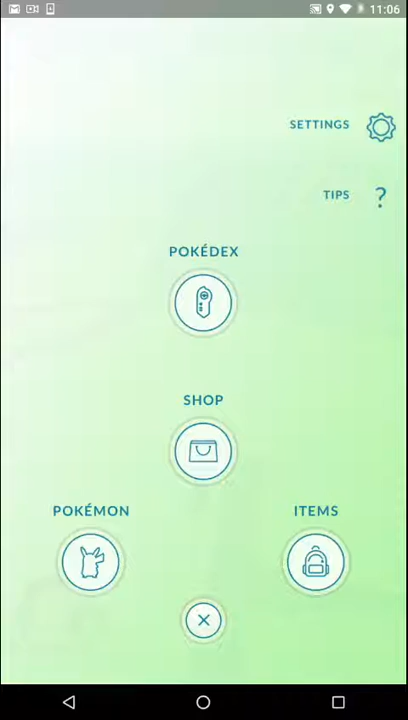 11:06
SETTINGS
TIPS ?
POKÉDEX
SHOP
POKÉMON
ITEMS